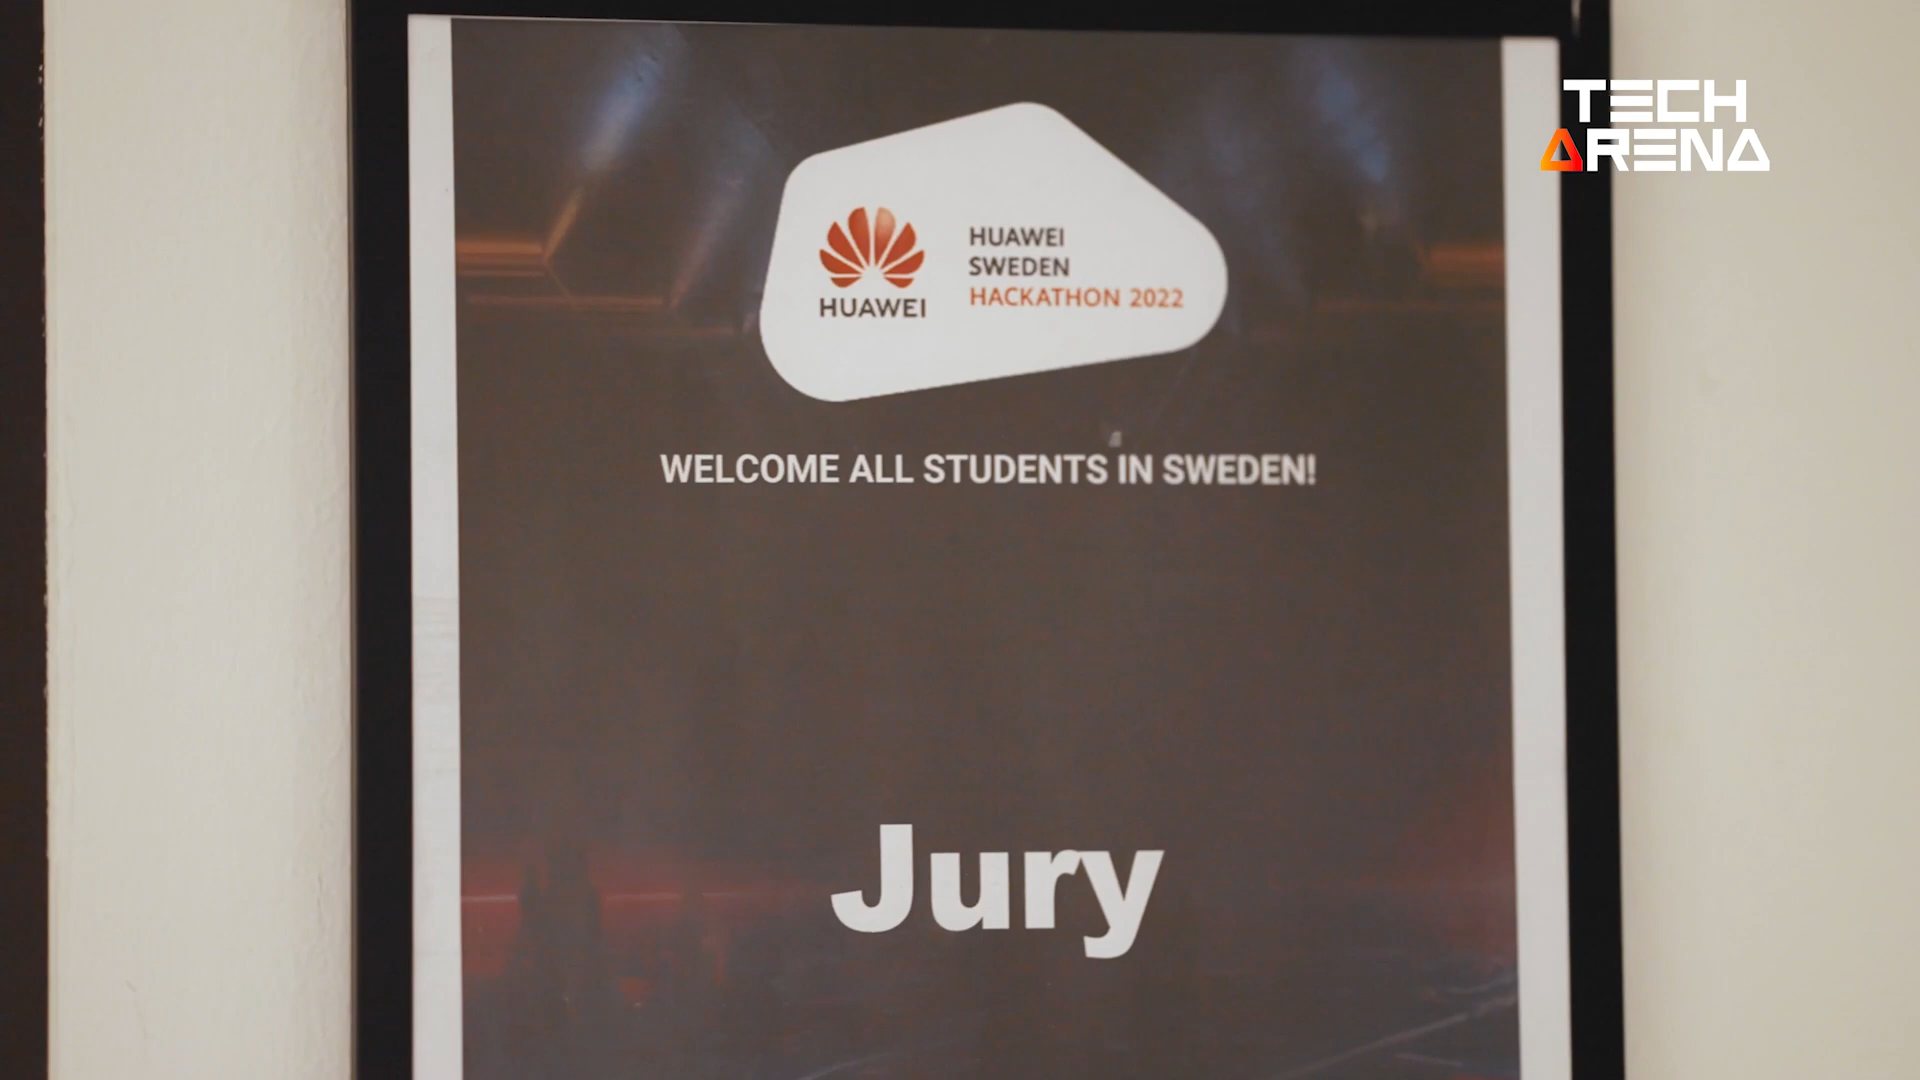 TECH
ARENA
HUAWEI
HUAWEI
SWEDEN
HACKATHON 2022
WELCOME ALL STUDENTS IN SWEDEN!
Jury